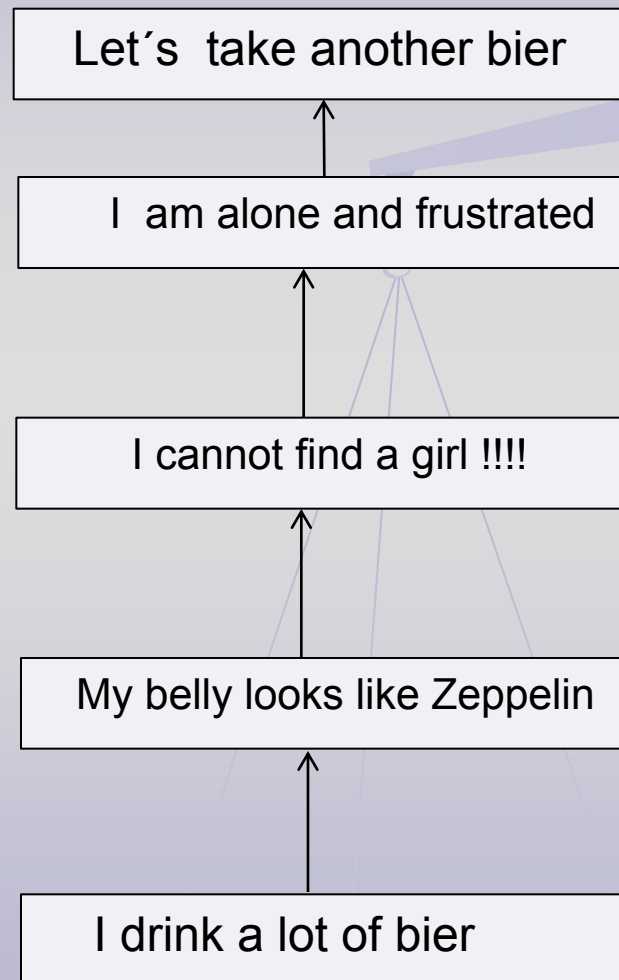 Let´s take another bier
I am alone and frustrated
I cannot find a girl !!!!
My belly looks like Zeppelin
I drink a lot of bier